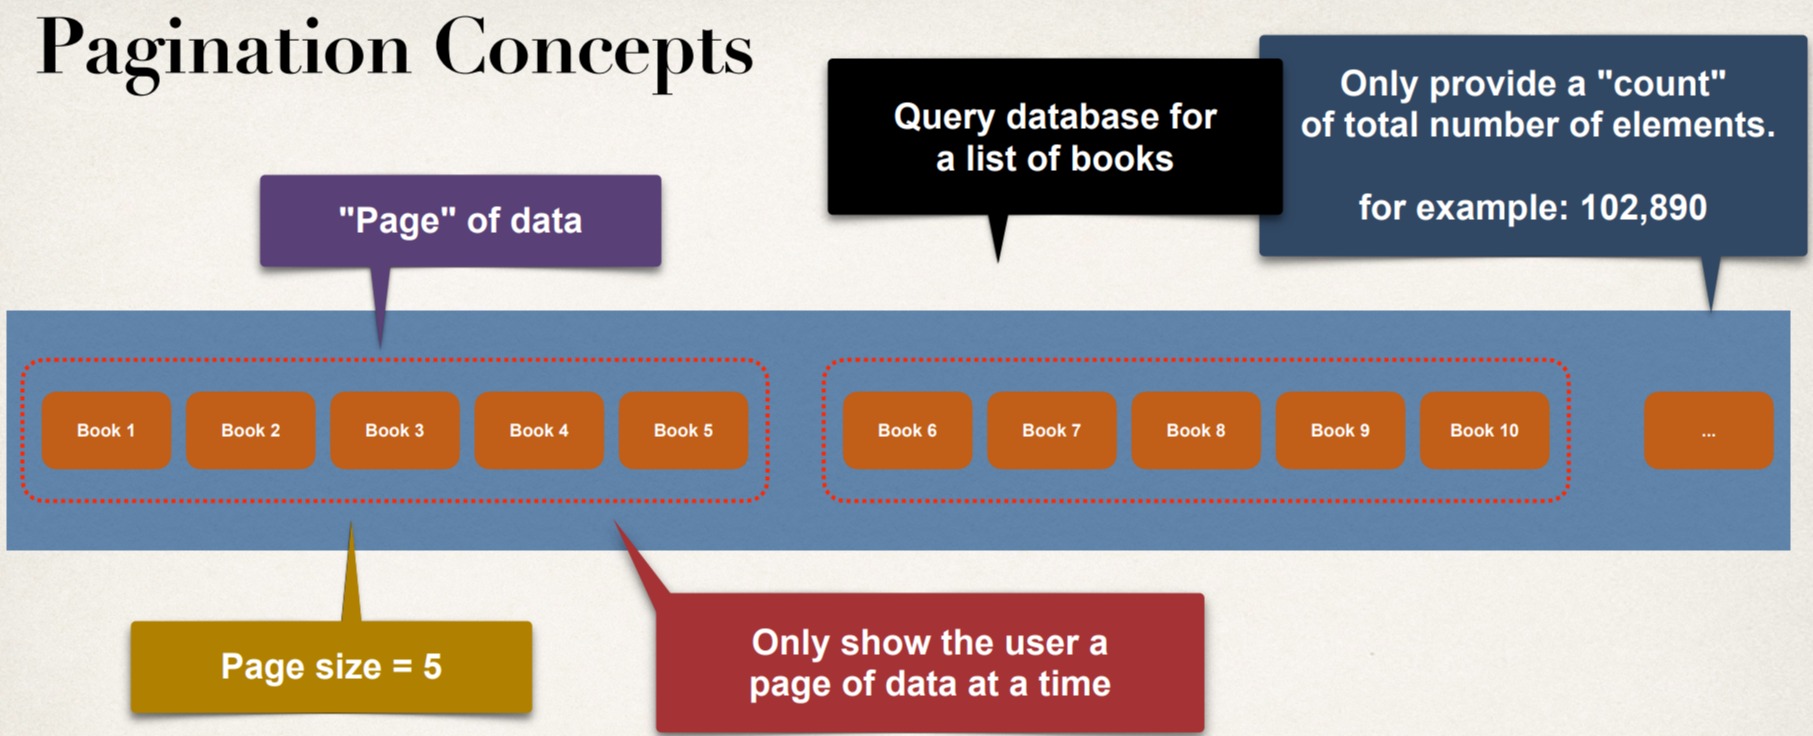 Pagination Concepts
Query database for
a list of books
Only provide a "count"
of total number of elements.
for example: 102,890
"Page" of data
Book 1
Book 2
Book 3
Book 4
Book 5
Book 6
Book 7
Book 8
Book 9
Book 10
...
Page size = 5
Only show the user a
page of data at a time